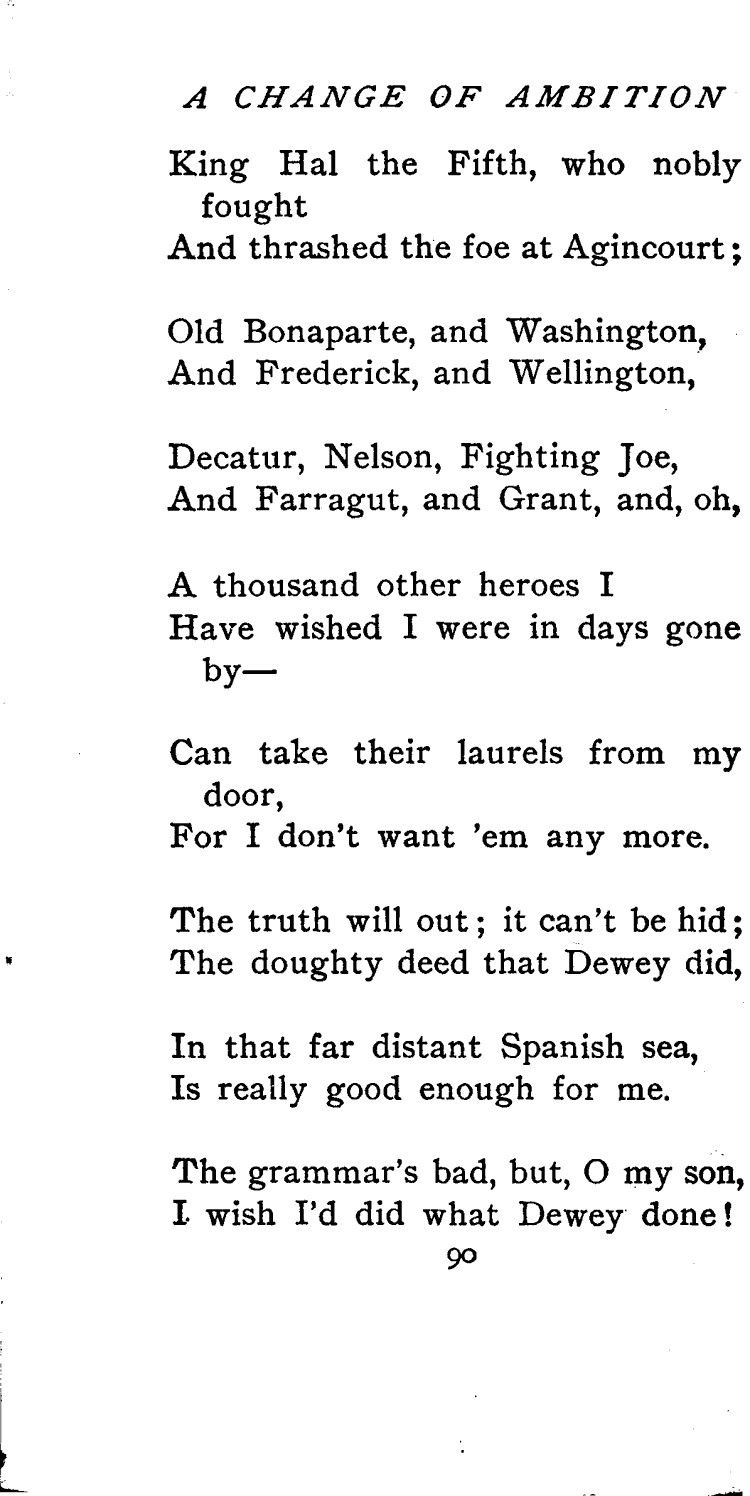 A CHANGE OF AMBITION
King Hal the Fifth, who nobly
fought
And thrashed the foe at Agincourt;
Old Bonaparte, and Washington,
And Frederick, and Wellington,
Decatur, Nelson, Fighting Joe,
And Farragut, and Grant, and, oh,
A thousand other heroes I
Have wished I were in days gone
by—
Can take their laurels from my
door,
For I don't want 'em any more.
The truth will out; it can't be hid;
The doughty deed that Dewey did,
In that far distant Spanish sea,
Is really good enough for me.
The grammar's bad, but, O my son,
I wish I'd did what Dewey done!
90